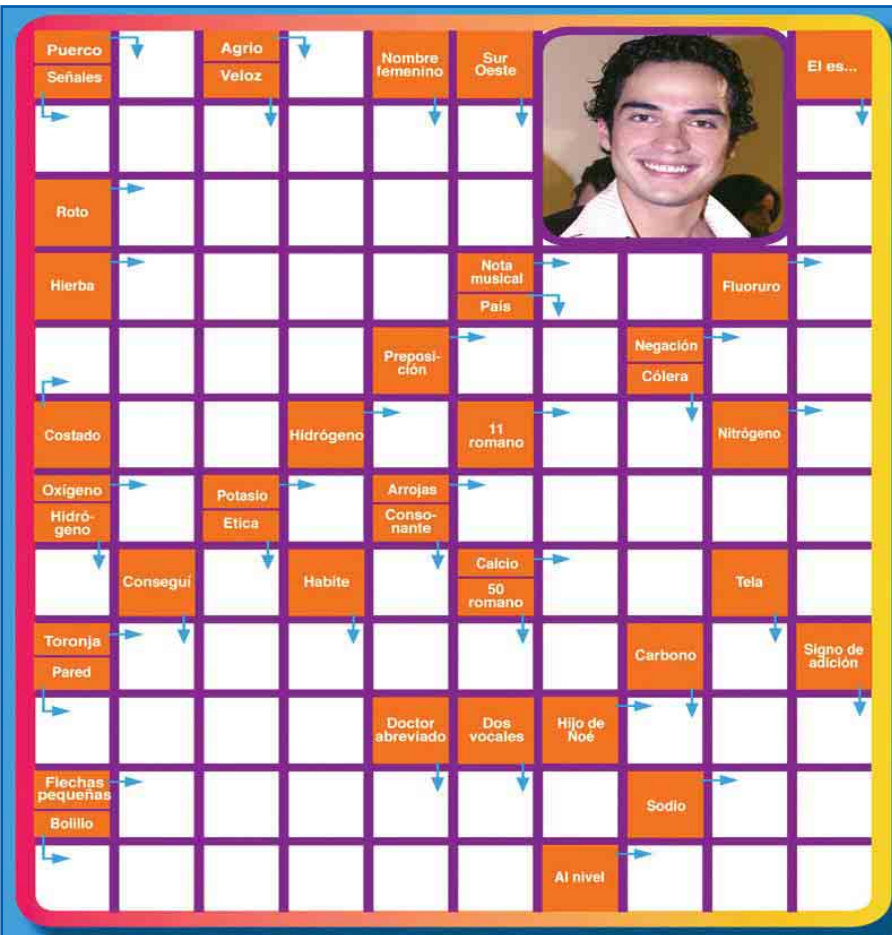 Puerco
Señales
Agrio
Veloz
Nombre
femenino
Sur
Oeste
El es...
Roto
Hierba
Nota
musical
País
Fluoruro
Preposi-
ción
Negación
Cólera
Costado
Hidrógeno
11
romano
Nitrógeno
Oxígeno
Hidró-
geno
Potasio
Etica
Arrojas
Conso-
nante
Conseguí
Habite
Calcio
50
romano
Tela
Toronja
Pared
Carbono
Signo de
adición
Doctor
abreviado
Dos
vocales
Hijo de
Noé
Flechas
pequeñas
Bolillo
Sodio
Al nivel